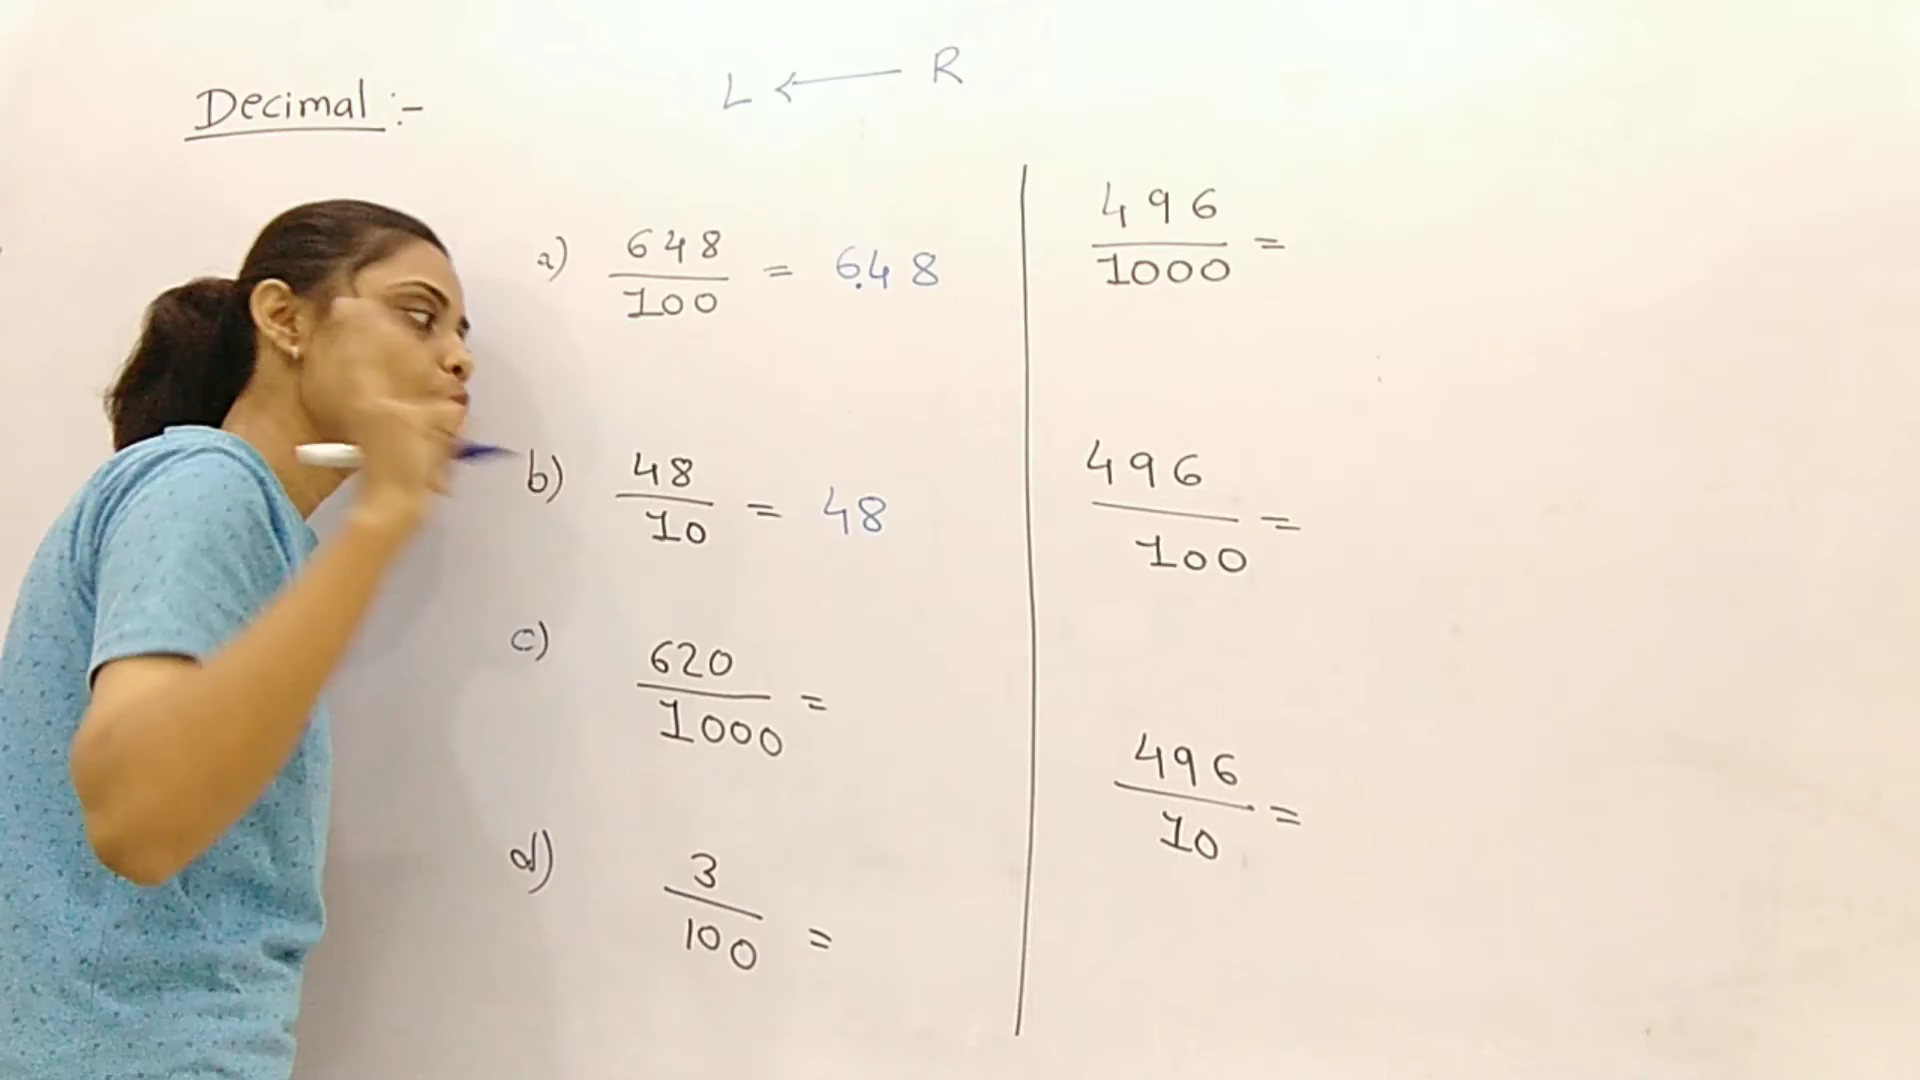 Decimal :-
L ← R
a) 648/100 = 6.48
b) 48/10 = 48
c) 620/1000 =
d) 3/100 =
496/1000 =
496/100 =
496/10 =